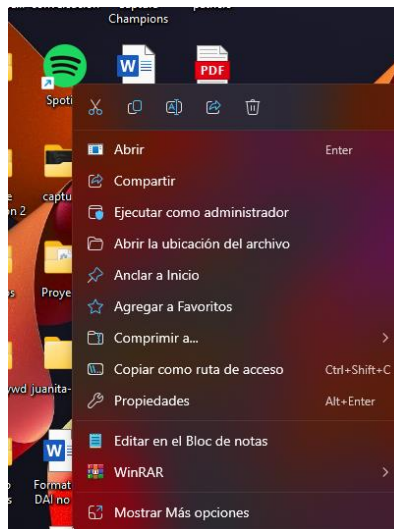 Champions
PDF
Spoti
Abrir Enter
captu
Compartir
Ejecutar como administrador
n 2
Abrir la ubicación del archivo
Anclar a Inicio
Proye
Agregar a Favoritos
Comprimir a...
Copiar como ruta de acceso Ctrl+Shift+C
ywd juanita-
Propiedades Alt+Enter
Editar en el Bloc de notas
WinRAR
Format
DAI no
Mostrar Más opciones